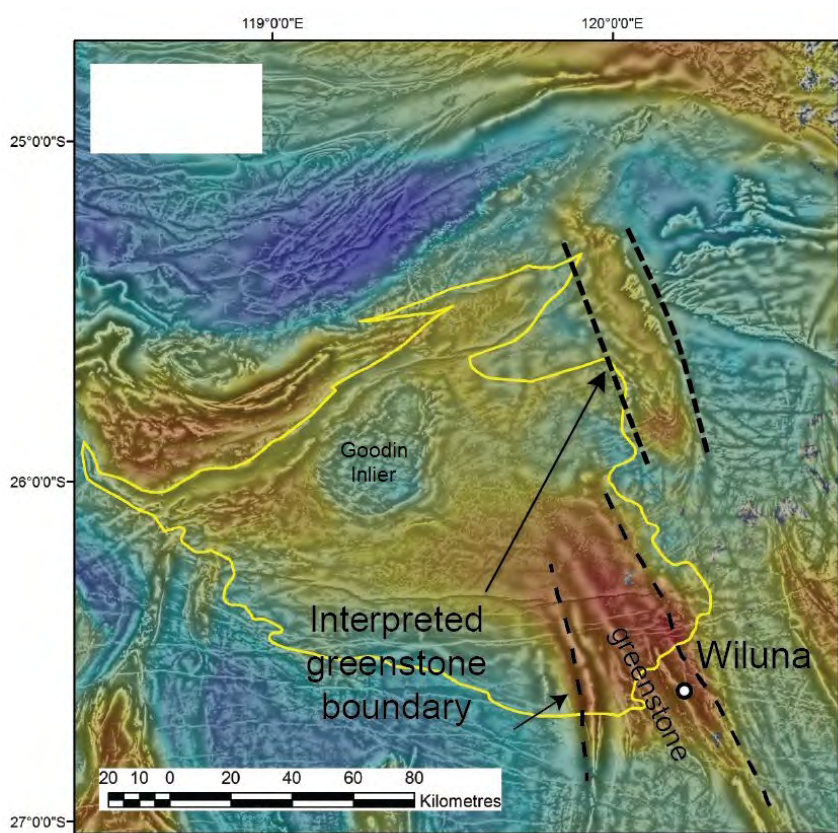 119°0'0"E
120°0'0"E
25°0'0"S
Goodin
Inlier
26°0'0"S
Interpreted
greenstone
boundary
greenstone
Wiluna
20 10 0 20 40 60 80
Kilometres
27°0'0"S